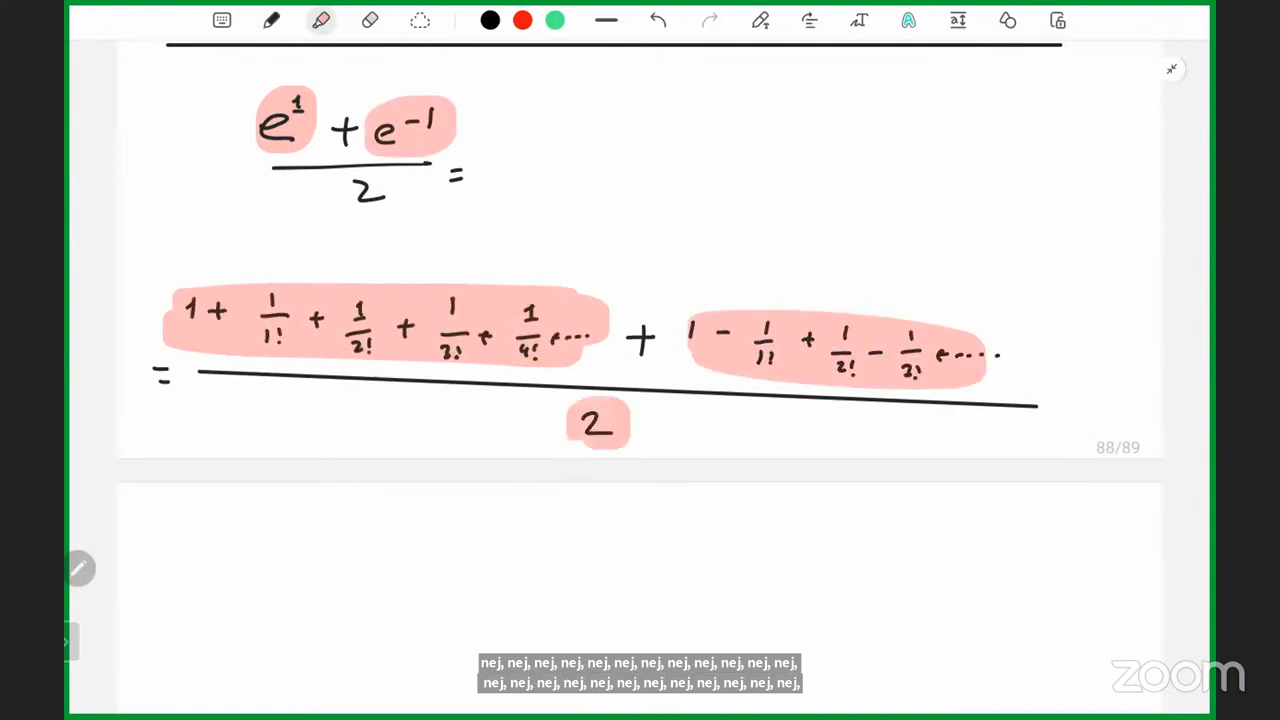 e^1 + e^-1
2 =
1 + 1/1! + 1/2! + 1/3! + 1/4! + .... + 1 - 1/1! + 1/2! - 1/3! + .....
=
2
88/89
nej, nej, nej, nej, nej, nej, nej, nej, nej, nej, nej, nej,
nej, nej, nej, nej, nej, nej, nej, nej, nej, nej, nej, nej,
zoom